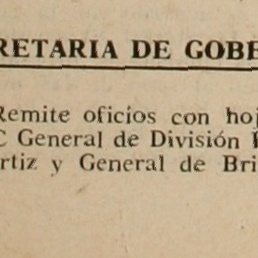 RETARIA DE GOBE
Remite oficios con hoj
C General de División
rtiz y General de Bri